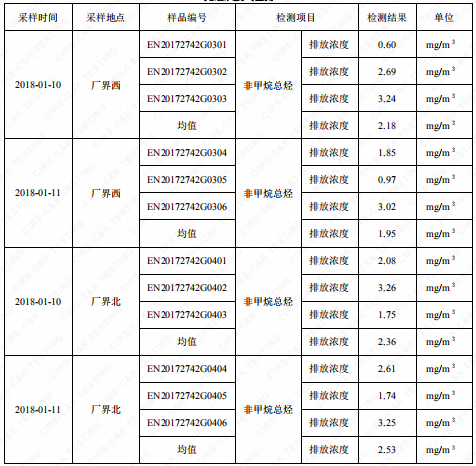 采样时间 采样地点 样品编号 检测项目 检测结果 单位
2018-01-10 厂界西 EN20172742G0301 非甲烷总烃 排放浓度 0.60 mg/m³
EN20172742G0302 排放浓度 2.69 mg/m³
EN20172742G0303 排放浓度 3.24 mg/m³
均值 排放浓度 2.18 mg/m³
2018-01-11 厂界西 EN20172742G0304 非甲烷总烃 排放浓度 1.85 mg/m³
EN20172742G0305 排放浓度 0.97 mg/m³
EN20172742G0306 排放浓度 3.02 mg/m³
均值 排放浓度 1.95 mg/m³
2018-01-10 厂界北 EN20172742G0401 非甲烷总烃 排放浓度 2.08 mg/m³
EN20172742G0402 排放浓度 3.26 mg/m³
EN20172742G0403 排放浓度 1.75 mg/m³
均值 排放浓度 2.36 mg/m³
2018-01-11 厂界北 EN20172742G0404 非甲烷总烃 排放浓度 2.61 mg/m³
EN20172742G0405 排放浓度 1.74 mg/m³
EN20172742G0406 排放浓度 3.25 mg/m³
均值 排放浓度 2.53 mg/m³